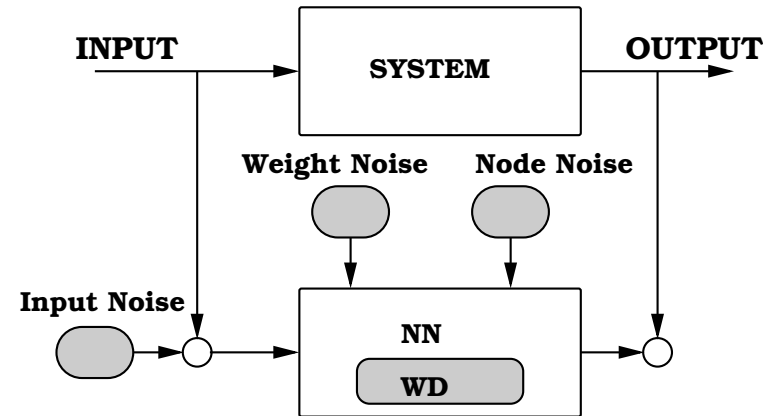 INPUT
OUTPUT
SYSTEM
Weight Noise
Node Noise
Input Noise
NN
WD